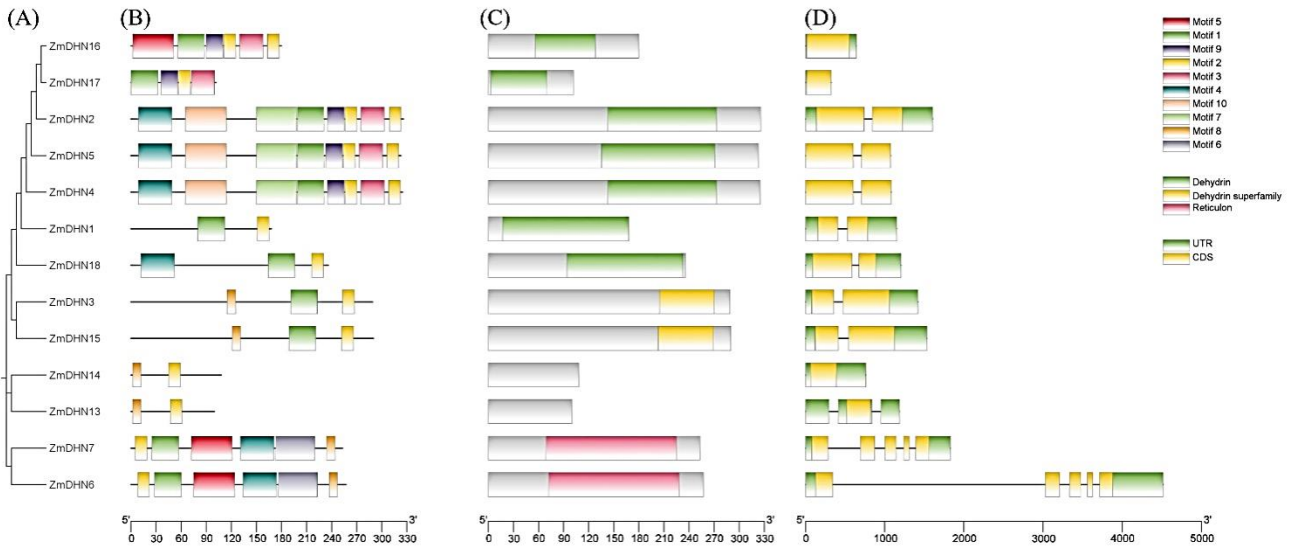 (A)
(B)
(C)
(D)
ZmDHN16
ZmDHN17
ZmDHN2
ZmDHN5
ZmDHN4
ZmDHN1
ZmDHN18
ZmDHN3
ZmDHN15
ZmDHN14
ZmDHN13
ZmDHN7
ZmDHN6
5' 3'
0 30 60 90 120 150 180 210 240 270 300 330
5' 3'
0 30 60 90 120 150 180 210 240 270 300 330
5' 3'
0 1000 2000 3000 4000 5000
Motif 5
Motif 1
Motif 9
Motif 2
Motif 3
Motif 4
Motif 10
Motif 7
Motif 8
Motif 6
Dehydrin
Dehydrin superfamily
Reticulon
UTR
CDS